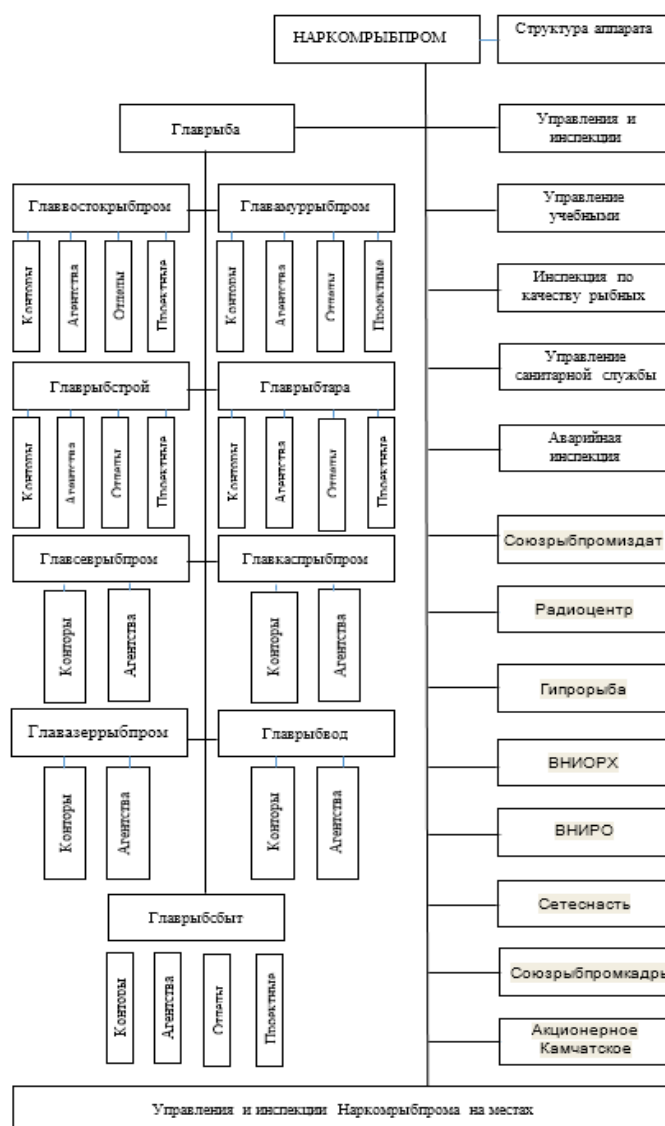 НАРКОМРЫБПРОМ
Структура аппарата
Главрыба
Управления и
инспекции
Главвостокрыбпром
Главамуррыбпром
Управление
учебными
Конторы
Агентства
Отделы
Проектные
Конторы
Агентства
Отделы
Проектные
Инспекция по
качеству рыбных
Главрыбстрой
Главрыбтара
Управление
санитарной службы
Конторы
Агентства
Отделы
Проектные
Конторы
Агентства
Отделы
Проектные
Аварийная
инспекция
Главсеврыбпром
Главкаспрыбпром
Союзрыбпромиздат
Конторы
Агентства
Конторы
Агентства
Радиоцентр
Гипрорыба
Главазеррыбпром
Главрыбвод
ВНИОРХ
Конторы
Агентства
Конторы
Агентства
ВНИРО
Главрыбсбыт
Сетеснасть
Конторы
Агентства
Отделы
Проектные
Союзрыбпромкадры
Акционерное
Камчатское
Управления и инспекции Наркомрыбпрома на местах